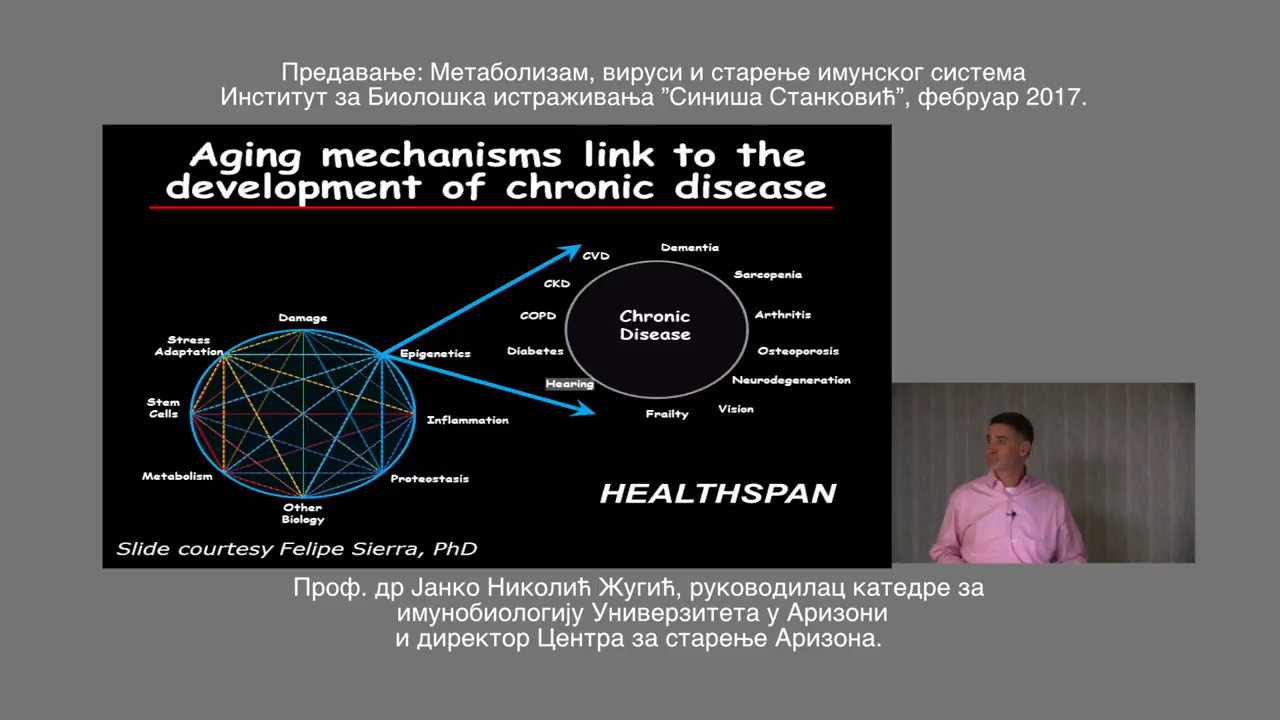 Предавање: Метаболизам, вируси и старење имунског система
Институт за Биолошка истраживања ”Синиша Станковић”, фебруар 2017.
Aging mechanisms link to the
development of chronic disease
Damage
Stress
Adaptation
Epigenetics
Stem
Cells
Inflammation
Metabolism
Proteostasis
Other
Biology
CVD
Dementia
CKD
Sarcopenia
COPD
Chronic
Disease
Arthritis
Diabetes
Osteoporosis
Hearing
Neurodegeneration
Frailty
Vision
HEALTHSPAN
Slide courtesy Felipe Sierra, PhD
Проф. др Јанко Николић Жугић, руководилац катедре за
имунобиологију Универзитета у Аризони
и директор Центра за старење Аризона.